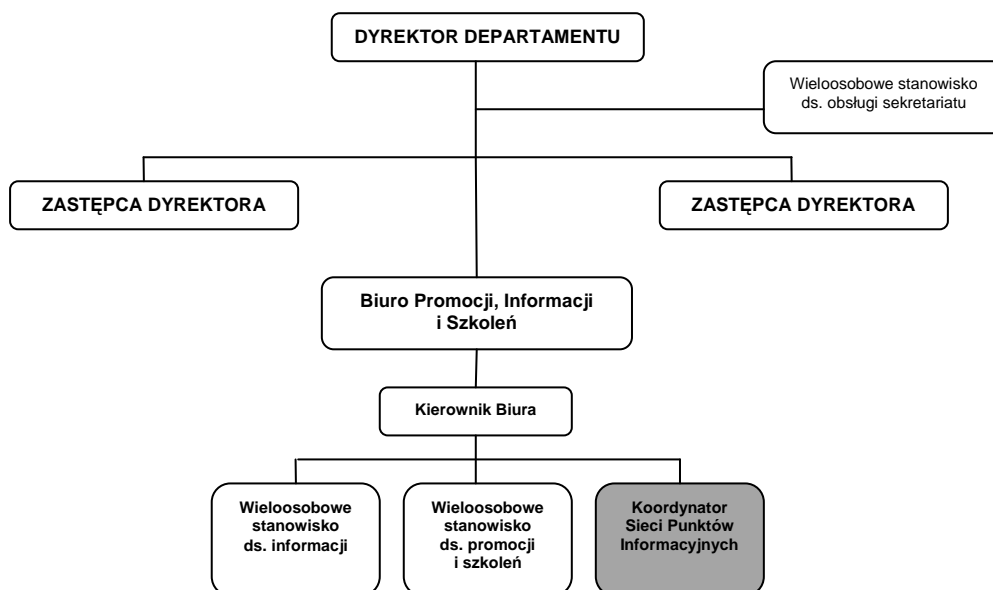 DYREKTOR DEPARTAMENTU
Wieloosobowe stanowisko
ds. obsługi sekretariatu
ZASTĘPCA DYREKTORA
ZASTĘPCA DYREKTORA
Biuro Promocji, Informacji
i Szkoleń
Kierownik Biura
Wieloosobowe
stanowisko
ds. informacji
Wieloosobowe
stanowisko
ds. promocji
i szkoleń
Koordynator
Sieci Punktów
Informacyjnych